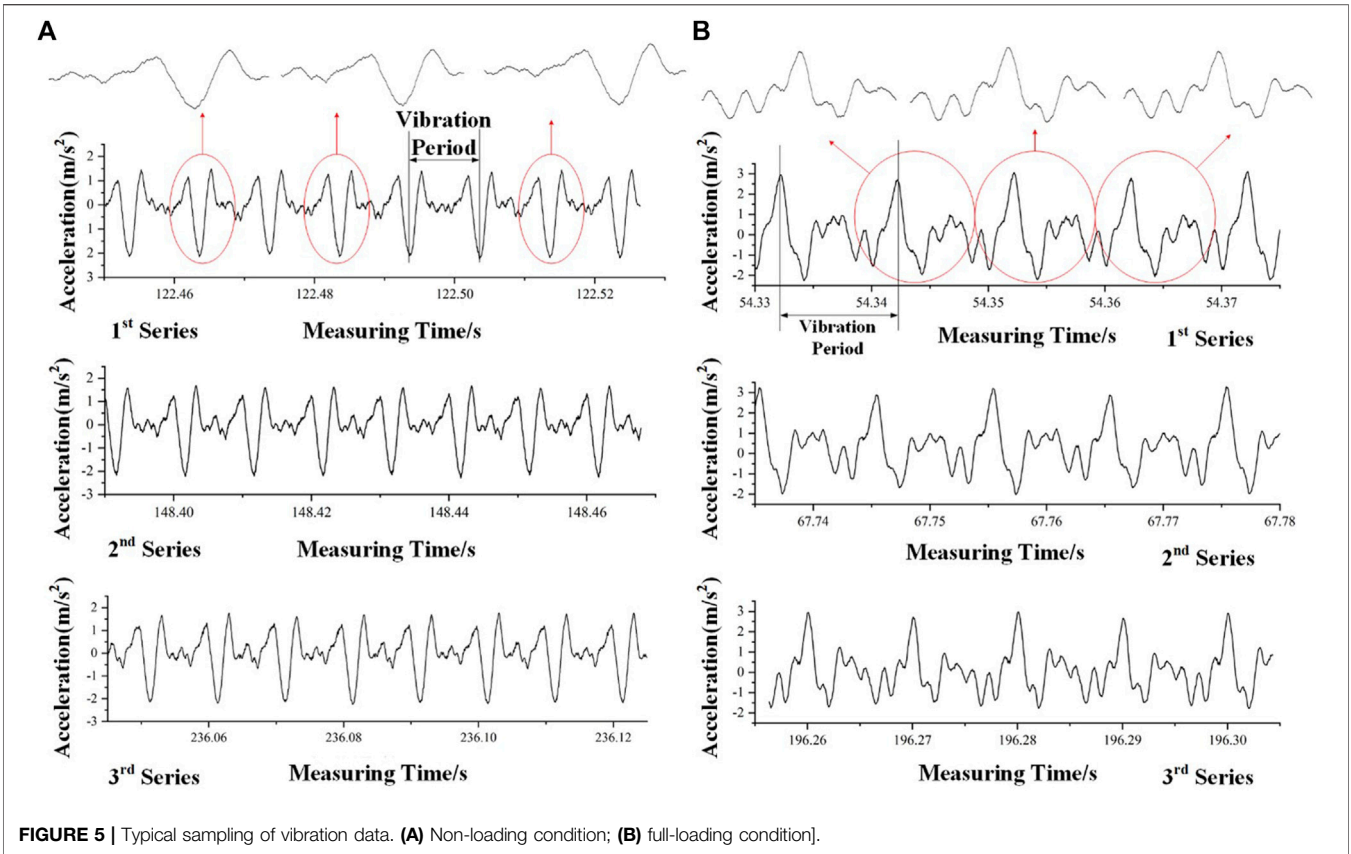 A
Vibration
Period
Acceleration(m/s²)
2
1
0
1
2
3
122.46
122.48
122.50
122.52
1st Series
Measuring Time/s
Acceleration(m/s²)
2
1
0
-1
-2
-3
148.40
148.42
148.44
148.46
2nd Series
Measuring Time/s
Acceleration(m/s²)
2
1
0
-1
-2
-3
236.06
236.08
236.10
236.12
3rd Series
Measuring Time/s
B
Acceleration(m/s²)
3
2
1
0
-1
-2
54.33
54.34
54.35
54.36
54.37
Vibration
Period
Measuring Time/s
1st Series
Acceleration(m/s²)
3
2
1
0
-1
-2
67.74
67.75
67.76
67.77
67.78
Measuring Time/s
2nd Series
Acceleration(m/s²)
3
2
1
0
-1
-2
196.26
196.27
196.28
196.29
196.30
Measuring Time/s
3rd Series
FIGURE 5 | Typical sampling of vibration data. (A) Non-loading condition; (B) full-loading condition].